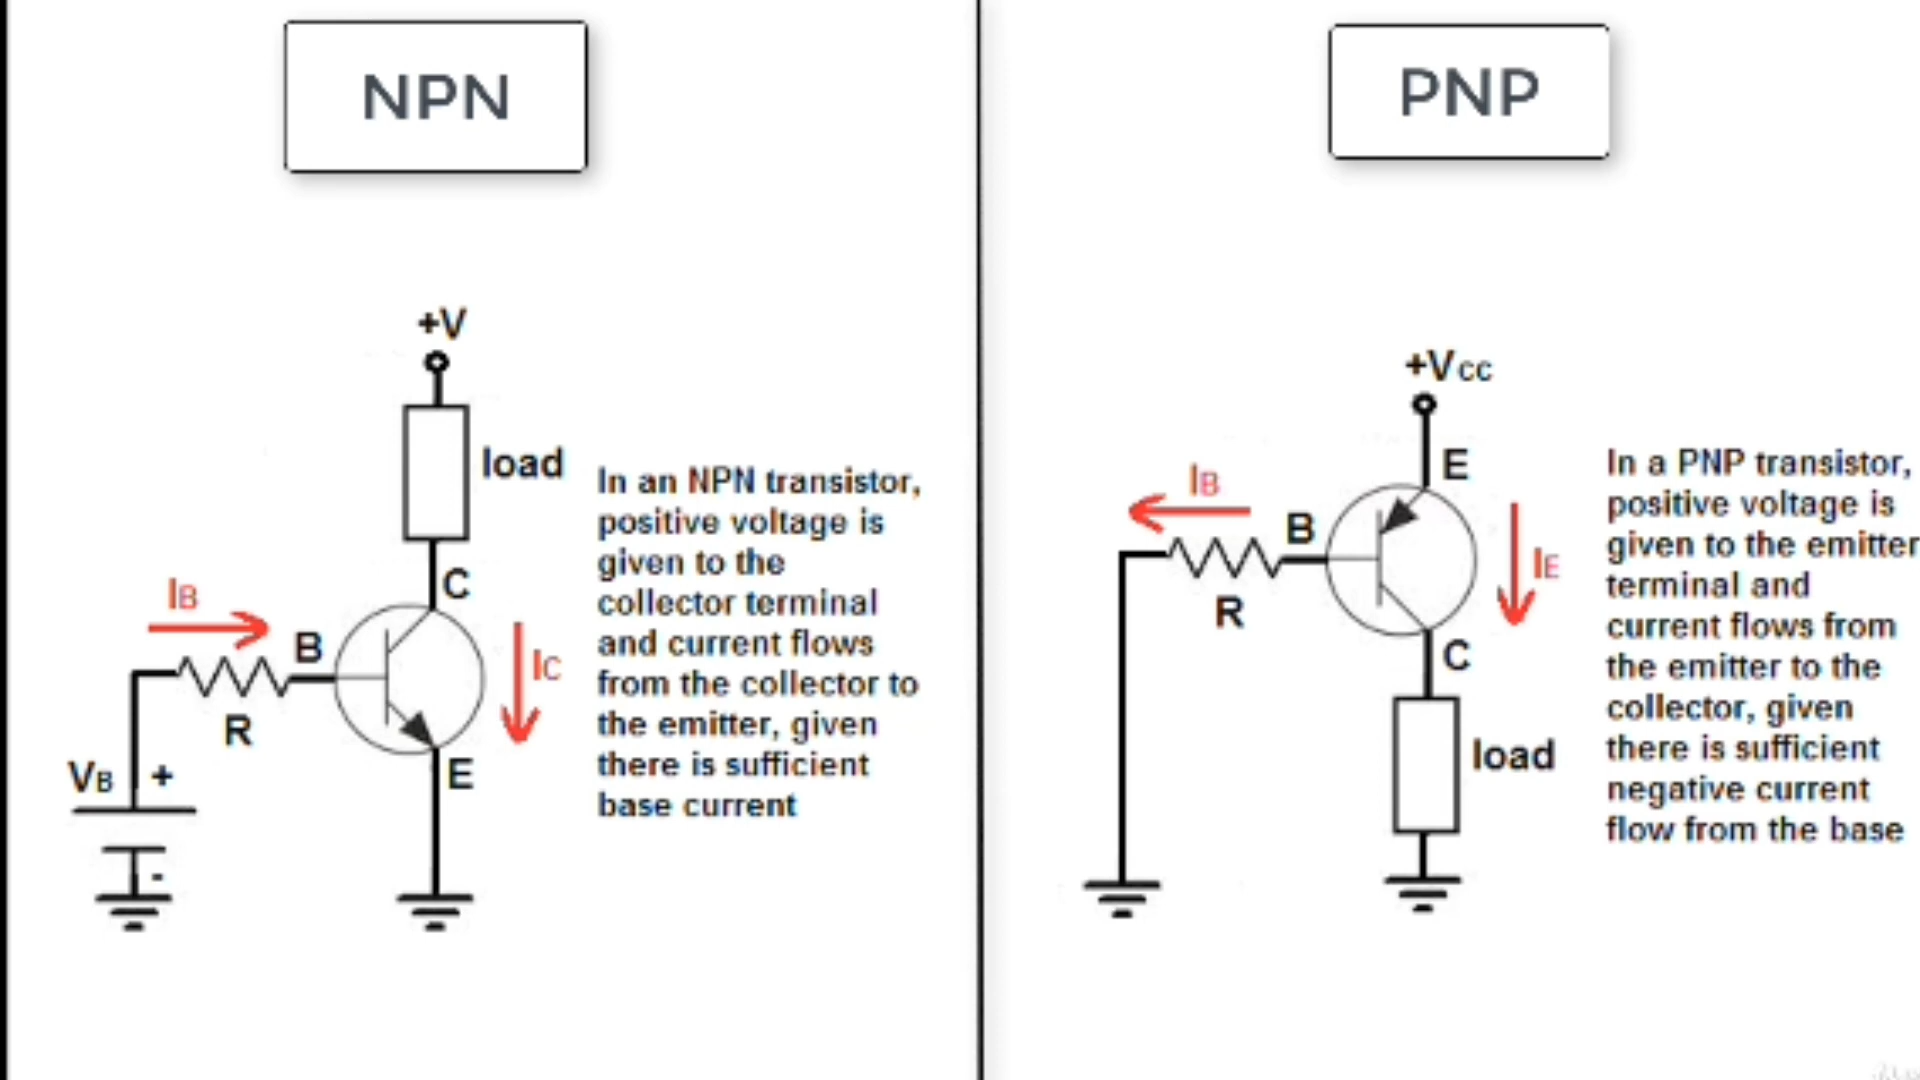 NPN
+V
load
In an NPN transistor,
positive voltage is
given to the
collector terminal
and current flows
from the collector to
the emitter, given
there is sufficient
base current
C
IB
B
IC
R
VB +
E
-
PNP
+Vcc
E
IB
B
IE
R
C
load
In a PNP transistor,
positive voltage is
given to the emitter
terminal and
current flows from
the emitter to the
collector, given
there is sufficient
negative current
flow from the base